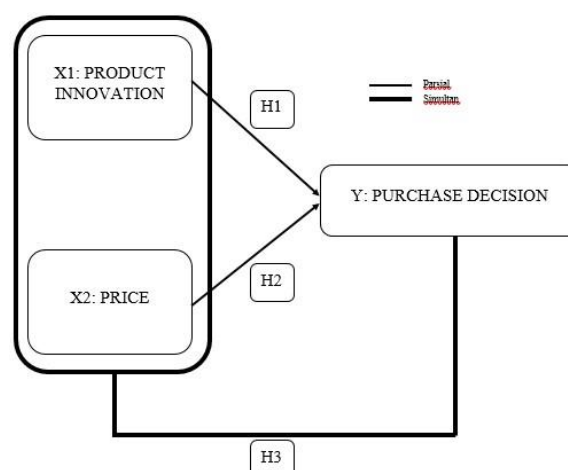 X1: PRODUCT
INNOVATION
H1
Parsial
Simultan
Y: PURCHASE DECISION
H2
X2: PRICE
H3